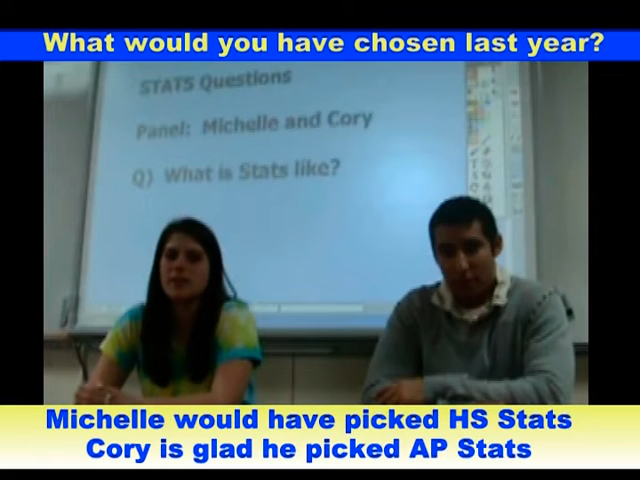 What would you have chosen last year?
STATS Questions
Panel: Michelle and Cory
Q) What is Stats like?
Michelle would have picked HS Stats
Cory is glad he picked AP Stats